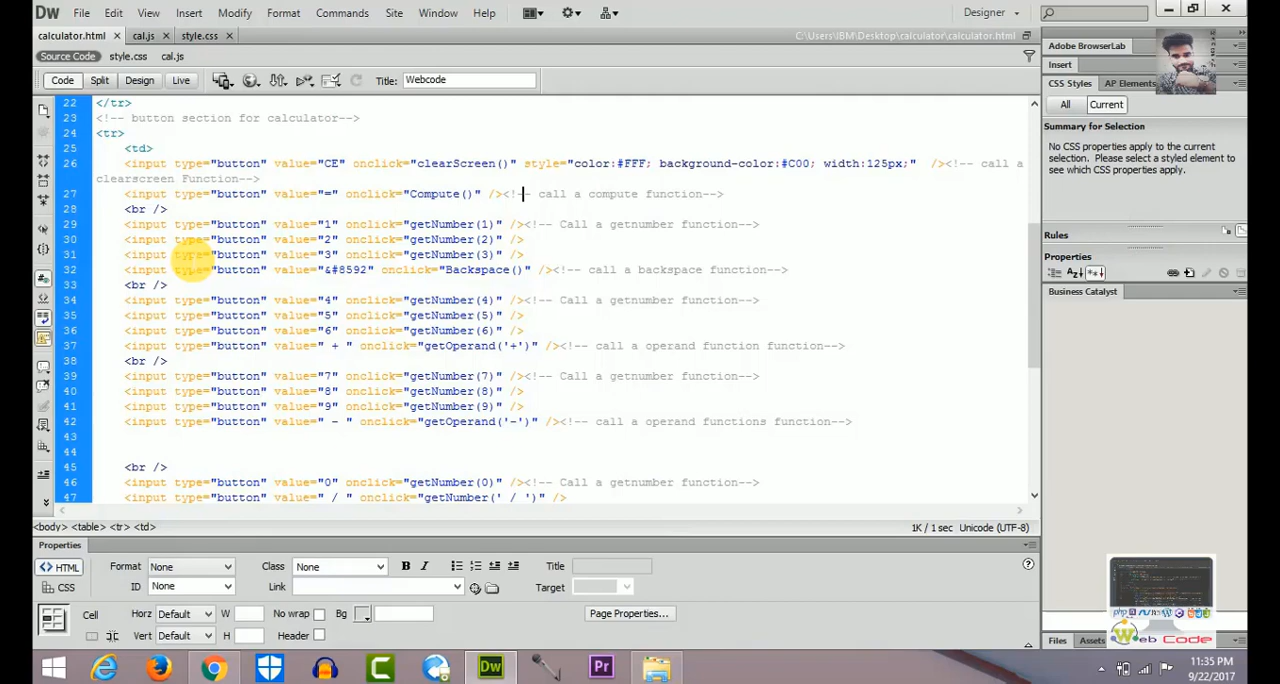 Dw File Edit View Insert Modify Format Commands Site Window Help Designer
calculator.html × cal.js × style.css × C:\Users\IBM\Desktop\calculator\calculator.html
Source Code style.css cal.js
Code Split Design Live Title: Webcode
Adobe BrowserLab
Insert
CSS Styles AP Elements
All Current
Summary for Selection
No CSS properties apply to the current
selection. Please select a styled element to
see which CSS properties apply.
Rules
Properties
Business Catalyst
22 </tr>
23 <!-- button section for calculator-->
24 <tr>
25 <td>
26 <input type="button" value="CE" onclick="clearScreen()" style="color:#FFF; background-color:#C00; width:125px;" /><!-- call a
clearscreen Function-->
27 <input type="button" value="=" onclick="Compute()" /><!-- call a compute function-->
28 <br />
29 <input type="button" value="1" onclick="getNumber(1)" /><!-- Call a getnumber function-->
30 <input type="button" value="2" onclick="getNumber(2)" />
31 <input type="button" value="3" onclick="getNumber(3)" />
32 <input type="button" value="&#8592" onclick="Backspace()" /><!-- call a backspace function-->
33 <br />
34 <input type="button" value="4" onclick="getNumber(4)" /><!-- Call a getnumber function-->
35 <input type="button" value="5" onclick="getNumber(5)" />
36 <input type="button" value="6" onclick="getNumber(6)" />
37 <input type="button" value=" + " onclick="getOperand('+')" /><!-- call a operand function function-->
38 <br />
39 <input type="button" value="7" onclick="getNumber(7)" /><!-- Call a getnumber function-->
40 <input type="button" value="8" onclick="getNumber(8)" />
41 <input type="button" value="9" onclick="getNumber(9)" />
42 <input type="button" value=" - " onclick="getOperand('-')" /><!-- call a operand functions function-->
43
44
45 <br />
46 <input type="button" value="0" onclick="getNumber(0)" /><!-- Call a getnumber function-->
47 <input type="button" value=" / " onclick="getNumber(' / ')" />
<body> <table> <tr> <td> 1K / 1 sec Unicode (UTF-8)
Properties
<> HTML Format None Class None B I Title
CSS ID None Link Target
Cell Horz Default W No wrap Bg Page Properties...
Vert Default H Header
Web Code
Files Assets
Dw Pr
11:35 PM
9/22/2017